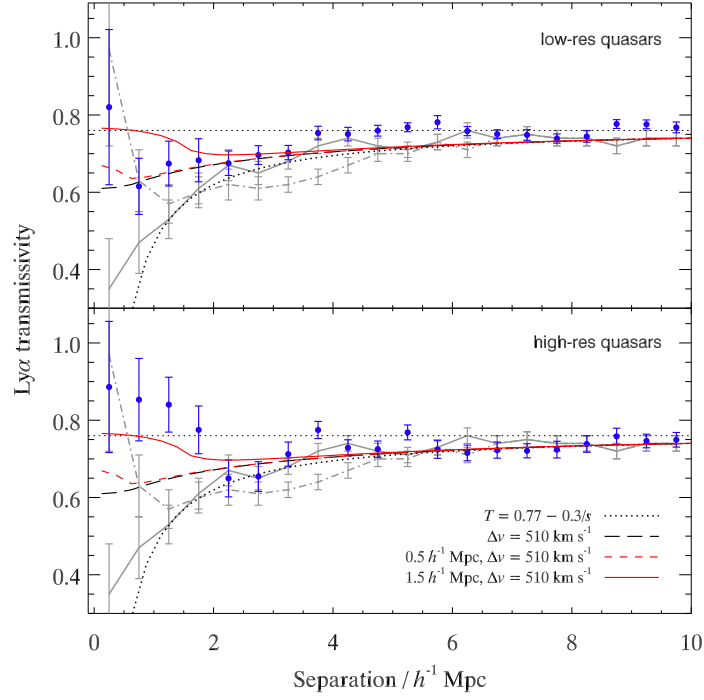 1.0
low-res quasars
0.8
0.6
0.4
Lyα transmissivity
1.0
high-res quasars
0.8
0.6
T = 0.77 − 0.3/s
Δv = 510 km s⁻¹
0.5 h⁻¹ Mpc, Δv = 510 km s⁻¹
0.4
1.5 h⁻¹ Mpc, Δv = 510 km s⁻¹
0 2 4 6 8 10
Separation / h⁻¹ Mpc